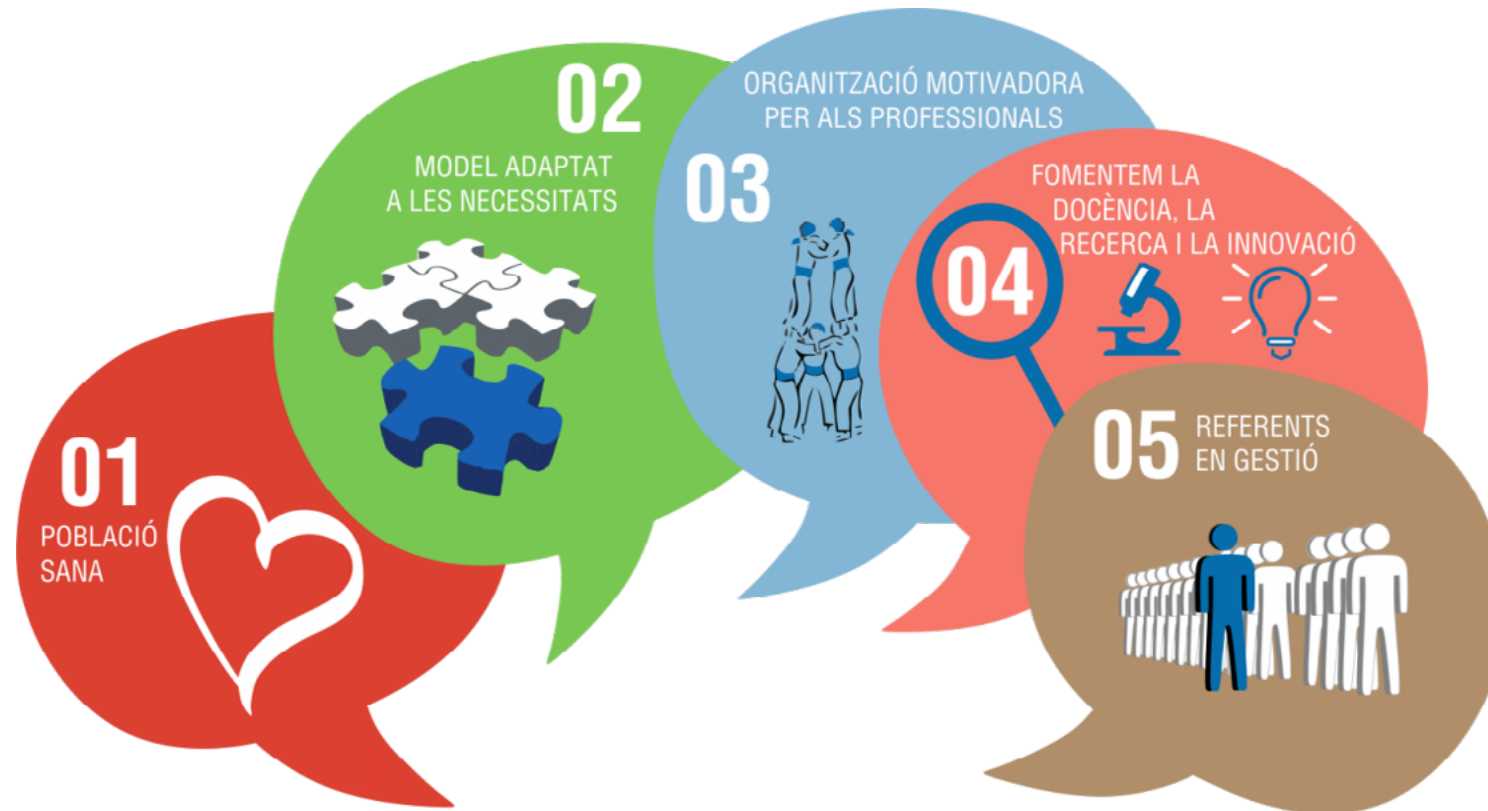 01
POBLACIÓ
SANA
02
MODEL ADAPTAT
A LES NECESSITATS
ORGANITZACIÓ MOTIVADORA
PER ALS PROFESSIONALS
03
FOMENTEM LA
DOCÈNCIA, LA
RECERCA I LA INNOVACIÓ
04
05
REFERENTS
EN GESTIÓ